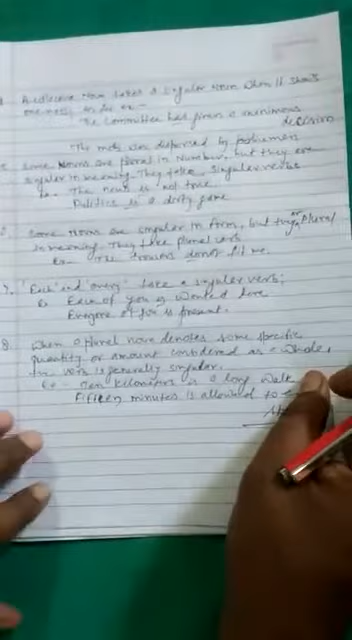 A collective Noun takes a singular Noun when it shows
oneness, as for ex -
The Committee has given a unanimous
decision
The mob was dispersed by policemen
Some Nouns are plural in Number, but they are
singular in meaning. They take singular verbs
Ex - The news is not true.
Politics is a dirty game
Some Nouns are singular in form, but they are plural
in meaning. They take plural verb
Ex - The trousers do not fit me.
7. "Each" and "every" take a singular verb;
Ex Each of you is wanted here
Everyone of you is present.
8. When a plural noun denotes some specific
quantity or amount considered as a whole,
the verb is generally singular.
Ex - Ten kilometres is a long walk
Fifteen minutes is allowed to